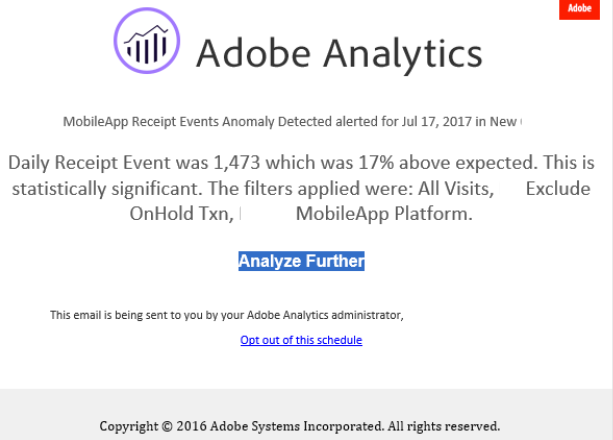 Adobe
Adobe Analytics
MobileApp Receipt Events Anomaly Detected alerted for Jul 17, 2017 in New
Daily Receipt Event was 1,473 which was 17% above expected. This is
statistically significant. The filters applied were: All Visits, Exclude
OnHold Txn, MobileApp Platform.
Analyze Further
This email is being sent to you by your Adobe Analytics administrator,
Opt out of this schedule
Copyright © 2016 Adobe Systems Incorporated. All rights reserved.